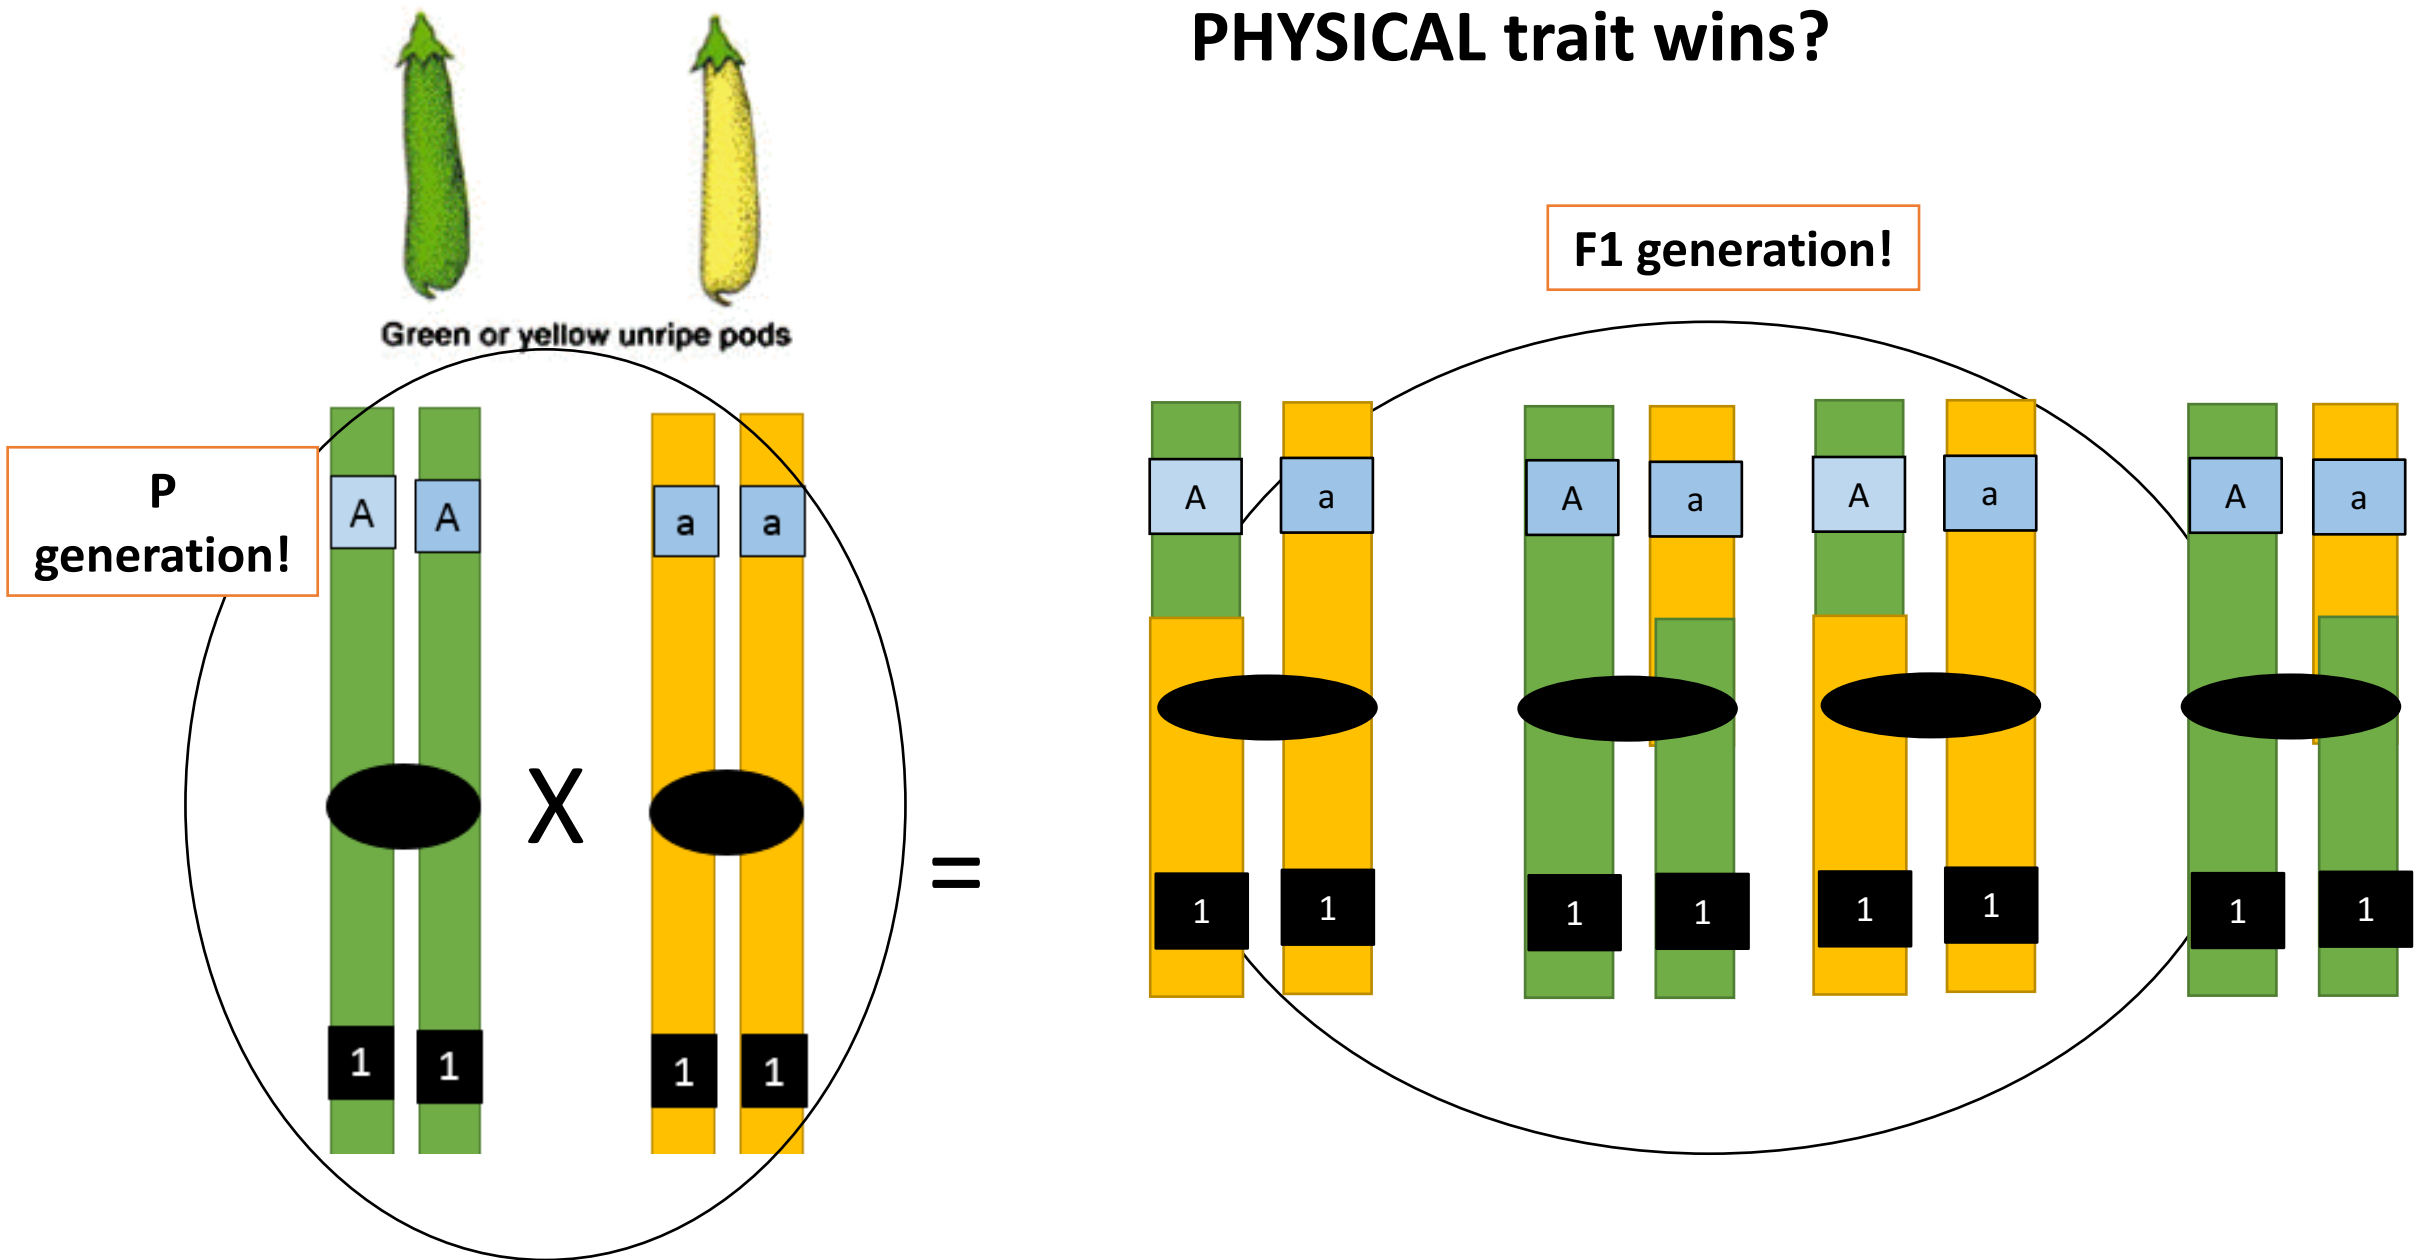 PHYSICAL trait wins?
Green or yellow unripe pods
F1 generation!
P
generation!
A A a a
A a A a A a A a
X
=
1 1 1 1
1 1 1 1 1 1 1 1